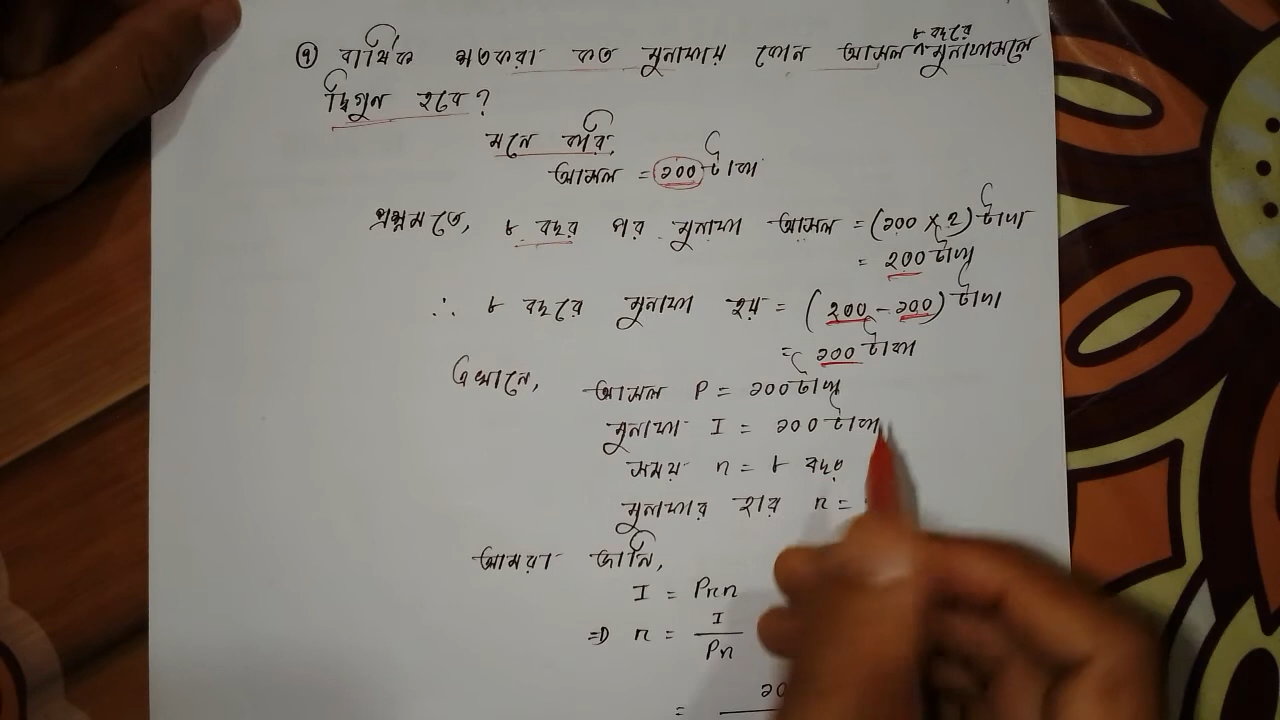 ৭ বার্ষিক শতকরা কত মুনাফায় কোন আসল ৮ বছরে মুনাফাসলে
দ্বিগুন হবে?
মনে করি,
আসল = ১০০ টাকা
প্রশ্নমতে, ৮ বছর পর মুনাফা আসল = (১০০ × ২) টাকা
= ২০০ টাকা
∴ ৮ বছরে মুনাফা হয় = (২০০ - ১০০) টাকা
= ১০০ টাকা
এখানে, আসল P = ১০০ টাকা
মুনাফা I = ১০০ টাকা
সময় n = ৮ বছর
মুনাফার হার r =
আমরা জানি,
I = Prn
⇒ r = I / Pn
=